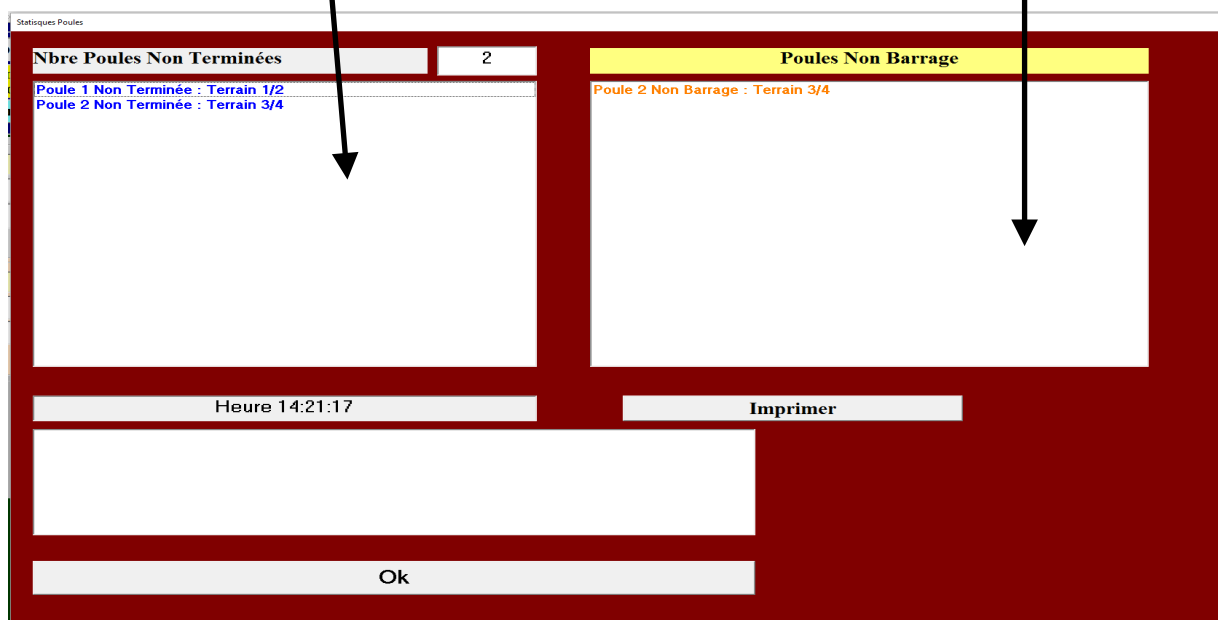 Statisques Poules
Nbre Poules Non Terminées 2
Poule 1 Non Terminée : Terrain 1/2
Poule 2 Non Terminée : Terrain 3/4
Poules Non Barrage
Poule 2 Non Barrage : Terrain 3/4
Heure 14:21:17
Imprimer
Ok